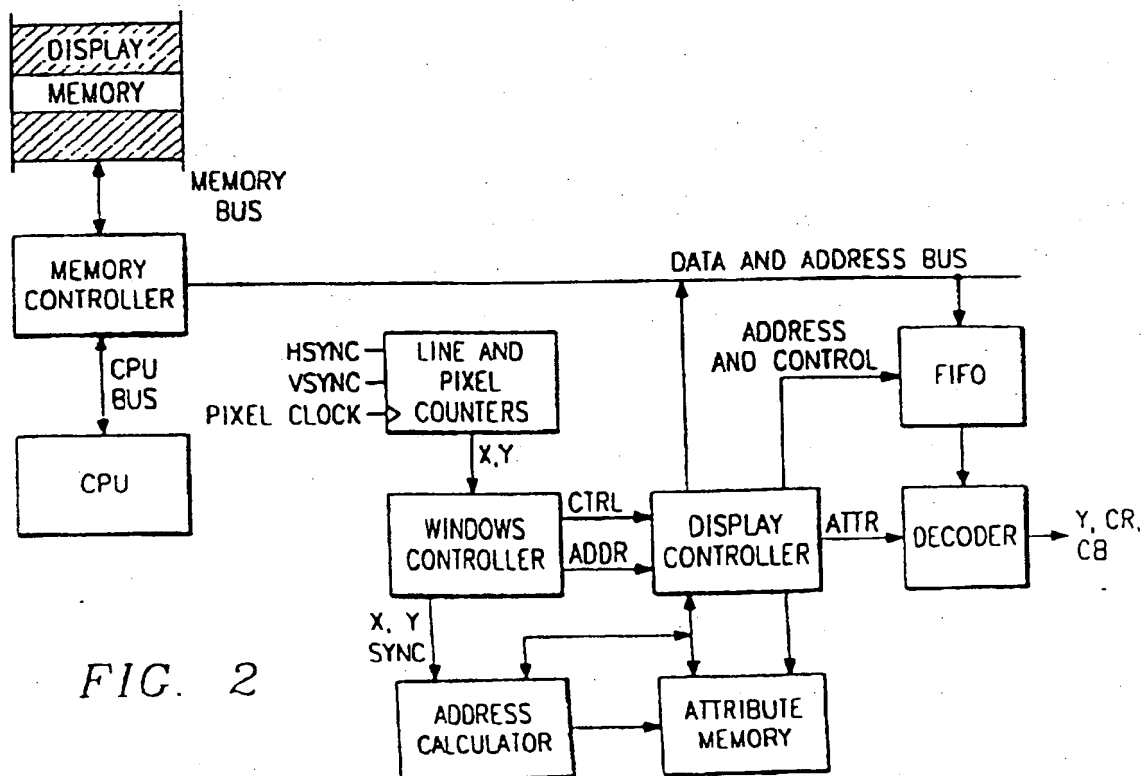 DISPLAY
MEMORY
MEMORY
BUS
MEMORY
CONTROLLER
DATA AND ADDRESS BUS
CPU
BUS
CPU
HSYNC
VSYNC
PIXEL CLOCK
LINE AND
PIXEL
COUNTERS
ADDRESS
AND CONTROL
FIFO
X,Y
WINDOWS
CONTROLLER
CTRL
ADDR
DISPLAY
CONTROLLER
ATTR
DECODER
Y, CR,
CB
X, Y
SYNC
ADDRESS
CALCULATOR
ATTRIBUTE
MEMORY
FIG. 2